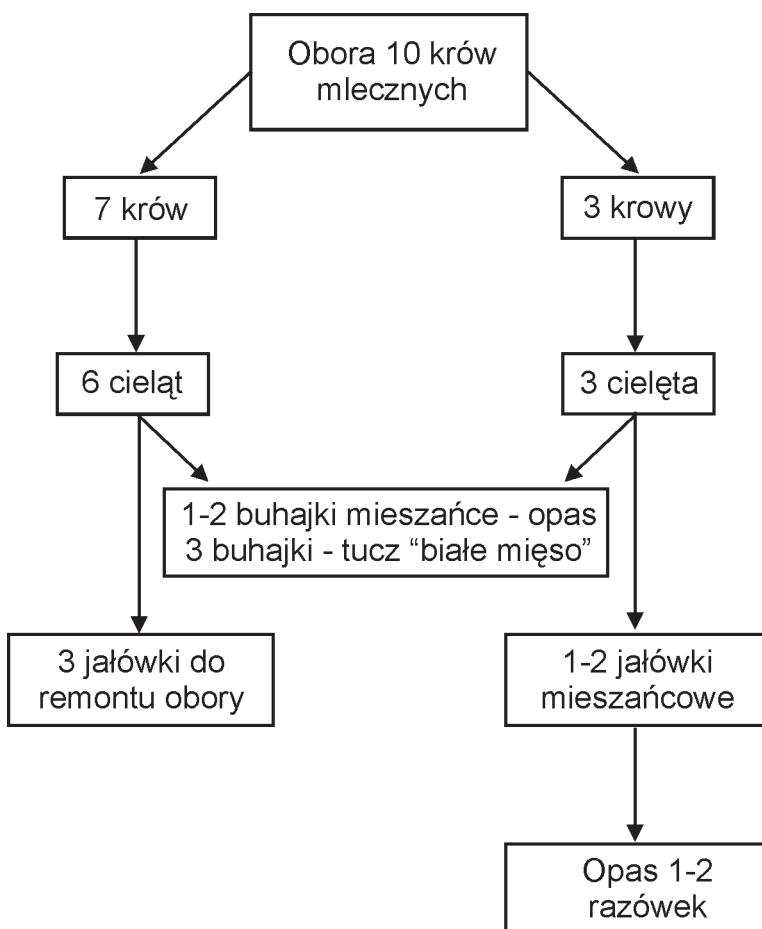 Obora 10 krów
mlecznych
7 krów
3 krowy
6 cieląt
3 cielęta
1-2 buhajki mieszańce - opas
3 buhajki - tucz “białe mięso”
3 jałówki do
remontu obory
1-2 jałówki
mieszańcowe
Opas 1-2
razówek